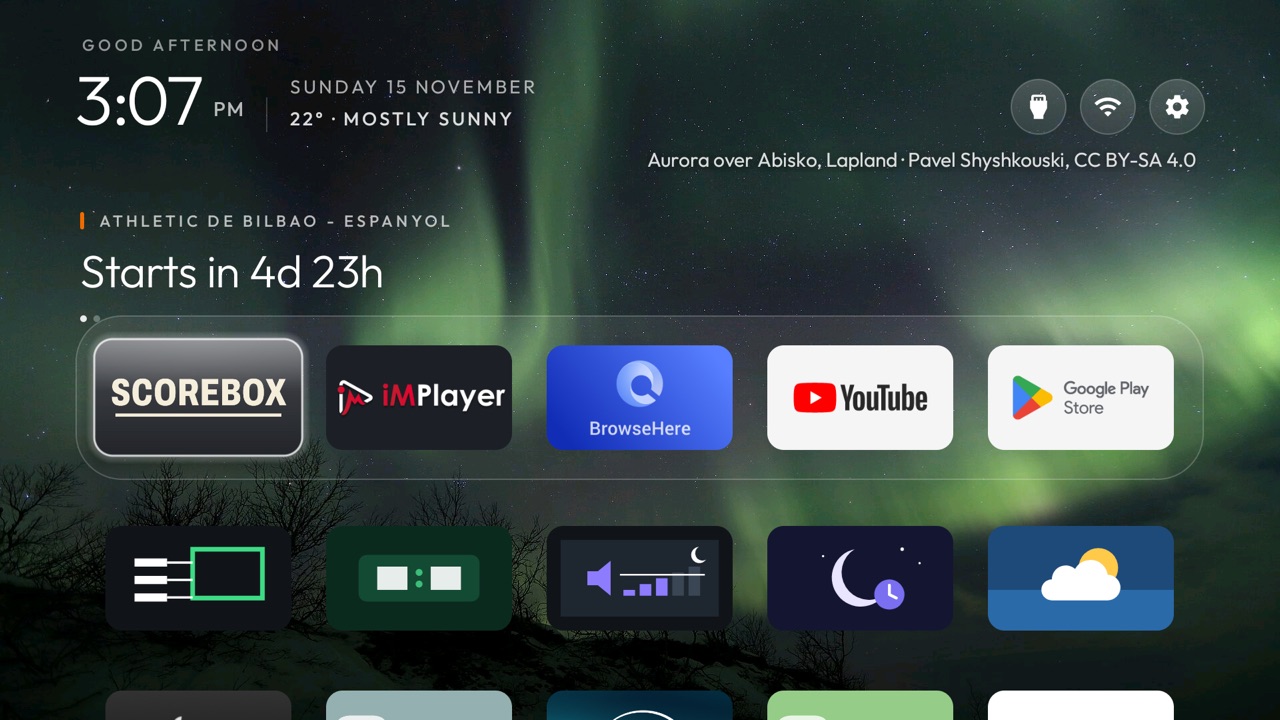 GOOD AFTERNOON
3:07 PM
SUNDAY 15 NOVEMBER
22° · MOSTLY SUNNY
Aurora over Abisko, Lapland · Pavel Shyshkouski, CC BY-SA 4.0
ATHLETIC DE BILBAO - ESPANYOL
Starts in 4d 23h
SCOREBOX
iMPlayer
BrowseHere
YouTube
Google Play
Store